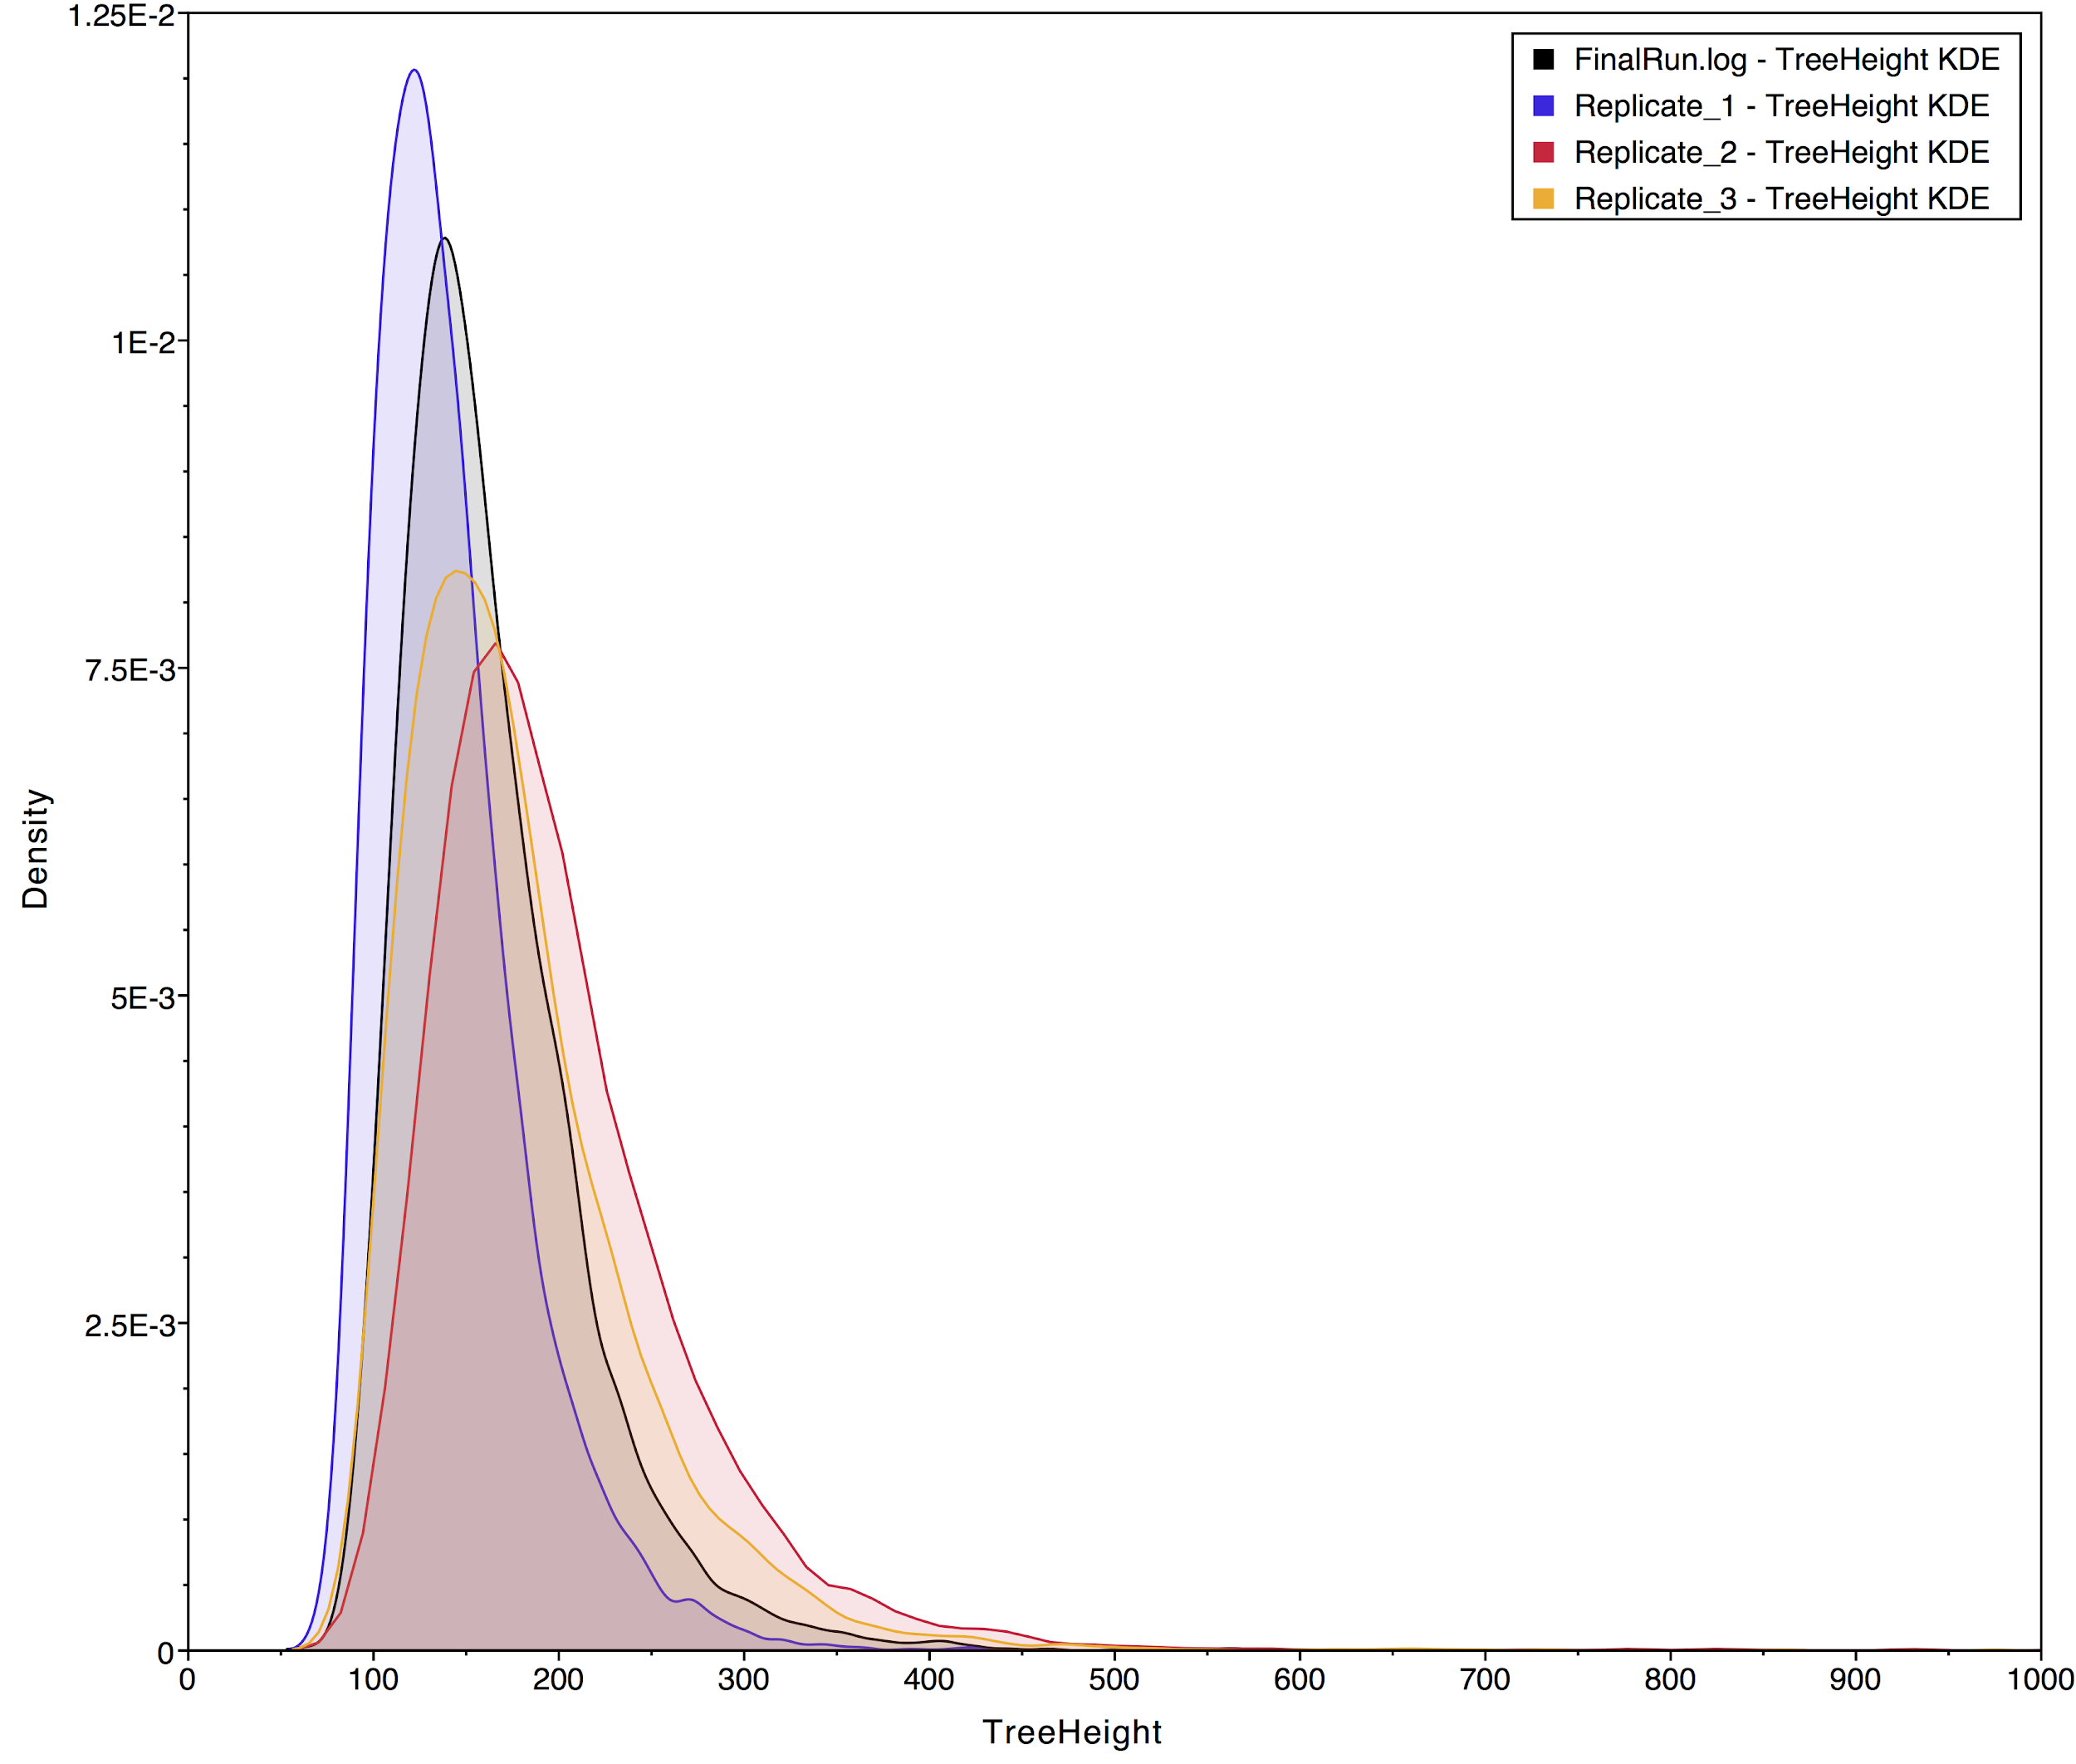 1.25E-2
1E-2
7.5E-3
5E-3
2.5E-3
0
Density
FinalRun.log - TreeHeight KDE
Replicate_1 - TreeHeight KDE
Replicate_2 - TreeHeight KDE
Replicate_3 - TreeHeight KDE
0 100 200 300 400 500 600 700 800 900 1000
TreeHeight